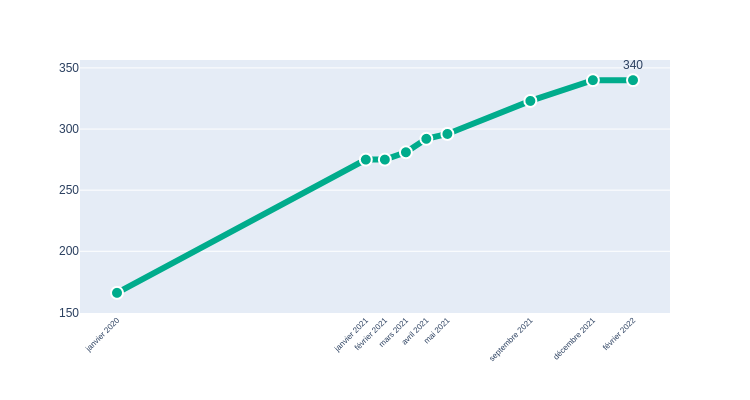 340
350
300
250
200
150
janvier 2020
janvier 2021
février 2021
mars 2021
avril 2021
mai 2021
septembre 2021
décembre 2021
février 2022